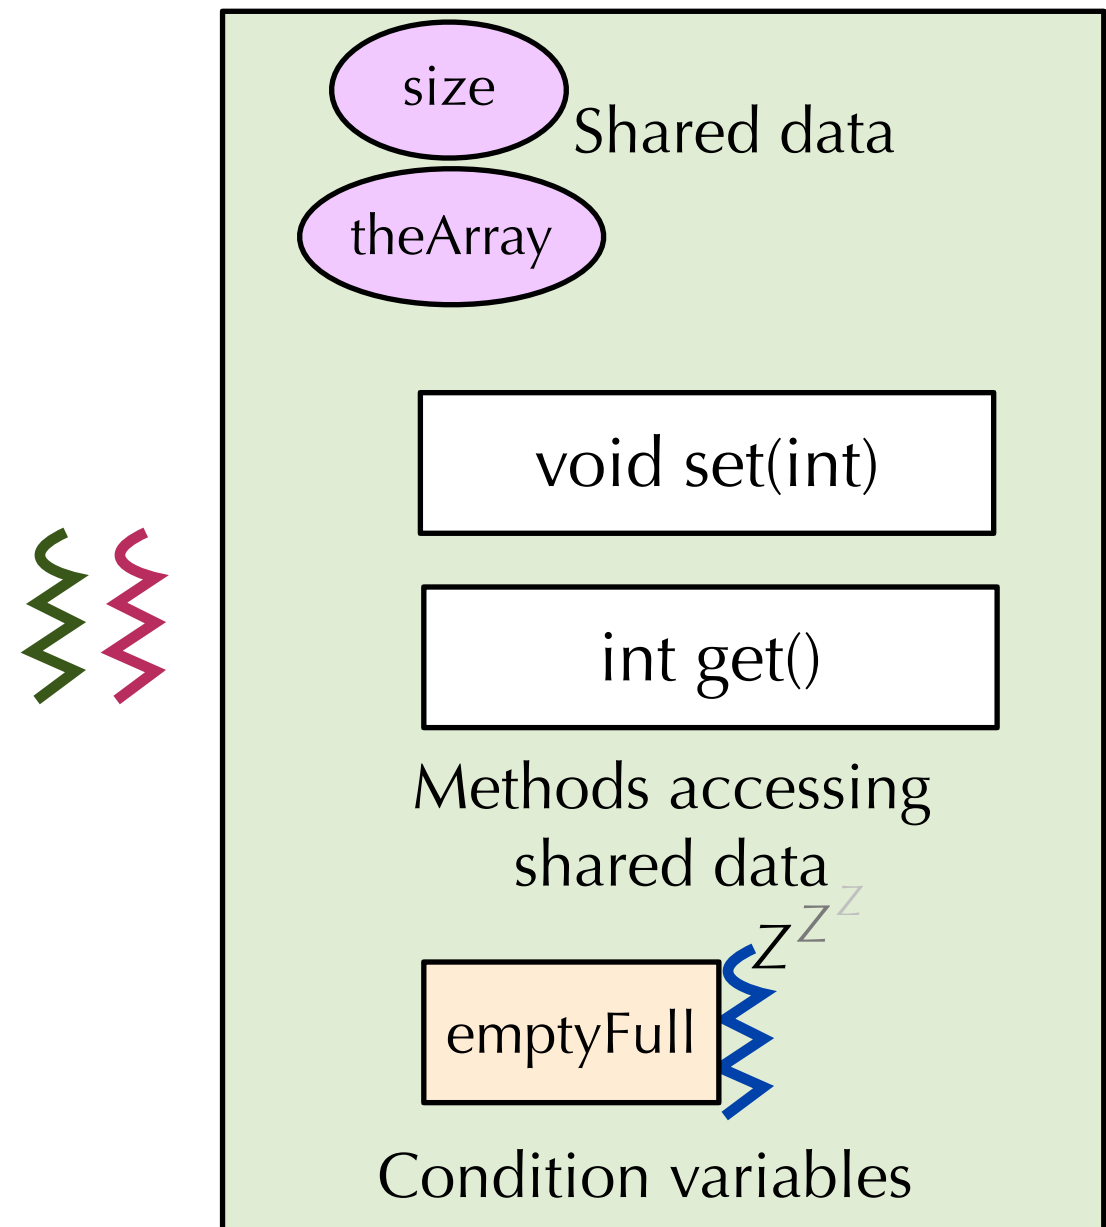 size
Shared data
theArray
void set(int)
int get()
Methods accessing
shared data
z z z
emptyFull
Condition variables